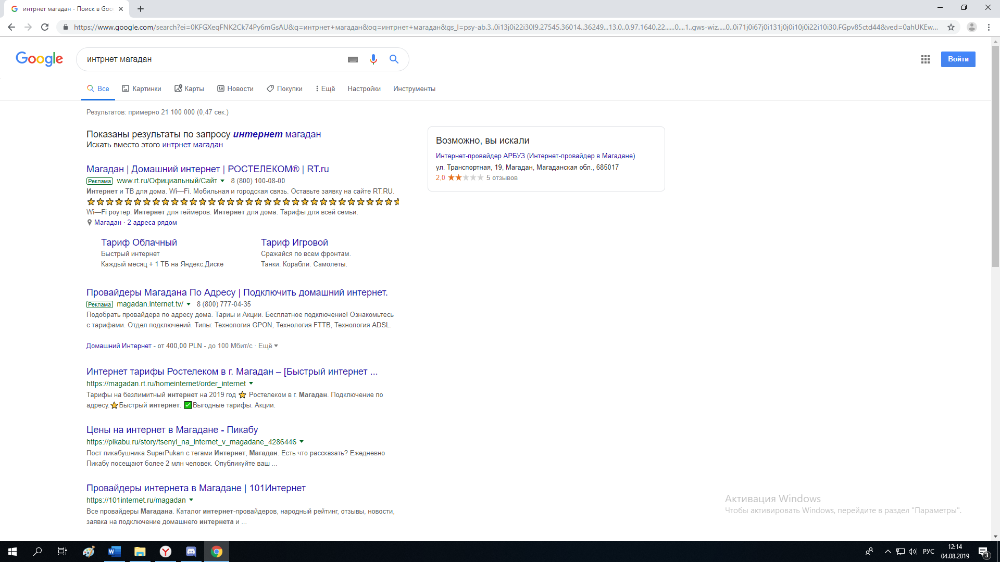 интрнет магадан - Поиск в Goo
https://www.google.com/search?ei=0KFGXeqFNK2Ck74Py6mGsAU&q=интрнет+магадан&oq=интрнет+магадан&gs_l=psy-ab.3..0i13j0i22i30l9.27545.36014..36249...13.0..0.97.1640.22......0....1..gws-wiz.....0..0i71j0i67j0i131j0j0i10j0i22i10i30.FGpv85ctd44&ved=0ahUKEw...
Google
интрнет магадан
Войти
Все Картинки Карты Новости Покупки Ещё Настройки Инструменты
Результатов: примерно 21 100 000 (0,47 сек.)
Показаны результаты по запросу интернет магадан
Искать вместо этого интрнет магадан
Магадан | Домашний интернет | РОСТЕЛЕКОМ® | RT.ru
Реклама www.rt.ru/Официальный/Сайт 8 (800) 100-08-00
Интернет и ТВ для дома. Wi—Fi. Мобильная и городская связь. Оставьте заявку на сайте RT.RU.
Wi—Fi роутер. Интернет для геймеров. Интернет для дома. Тарифы для всей семьи.
Магадан · 2 адреса рядом
Тариф Облачный
Быстрый интернет
Каждый месяц + 1 ТБ на Яндекс.Диске
Тариф Игровой
Сражайся по всем фронтам.
Танки. Корабли. Самолеты.
Провайдеры Магадана По Адресу | Подключить домашний интернет.
Реклама magadan.Internet.tv/ 8 (800) 777-04-35
Подобрать провайдера по адресу дома. Тариы и Акции. Бесплатное подключение! Ознакомьтесь
с тарифами. Отдел подключений. Типы: Технология GPON, Технология FTTB, Технология ADSL.
Домашний Интернет - от 400,00 PLN - до 100 Мбит/с · Ещё
Интернет тарифы Ростелеком в г. Магадан – [Быстрый интернет ...
https://magadan.rt.ru/homeinternet/order_internet
Тарифы на безлимитный интернет на 2019 год ⭐ Ростелеком в г. Магадан. Подключение по
адресу.⭐Быстрый интернет. ✅Выгодные тарифы. Акции.
Цены на интернет в Магадане - Пикабу
https://pikabu.ru/story/tsenyi_na_internet_v_magadane_4286446
Пост пикабушника SuperPukan с тегами Интернет, Магадан. Есть что рассказать? Ежедневно
Пикабу посещают более 2 млн человек. Опубликуйте ваш ...
Провайдеры интернета в Магадане | 101Интернет
https://101internet.ru/magadan
Все провайдеры Магадана. Каталог интернет-провайдеров, народный рейтинг, отзывы, новости,
заявка на подключение домашнего интернета и ...
Возможно, вы искали
Интернет-провайдер АРБУЗ (Интернет-провайдер в Магадане)
ул. Транспортная, 19, Магадан, Магаданская обл., 685017
2,0 5 отзывов
Активация Windows
Чтобы активировать Windows, перейдите в раздел "Параметры".
РУС
12:14
04.08.2019
3